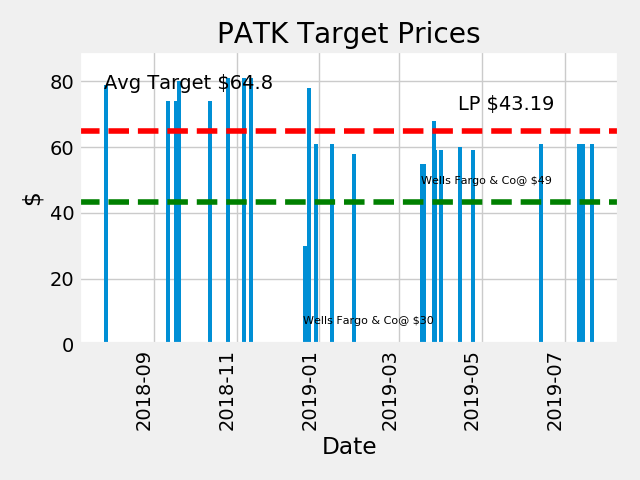 PATK Target Prices
Avg Target $64.8
LP $43.19
Wells Fargo & Co@ $49
Wells Fargo & Co@ $30
$
80
60
40
20
0
2018-09
2018-11
2019-01
2019-03
2019-05
2019-07
Date